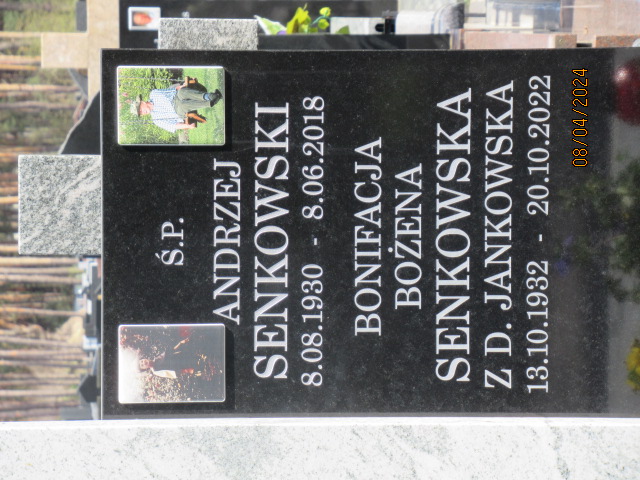 Ś.P.
ANDRZEJ
SENKOWSKI
8.08.1930 - 8.06.2018
BONIFACJA
BOŻENA
SENKOWSKA
Z D. JANKOWSKA
13.10.1932 - 20.10.2022
08/04/2024